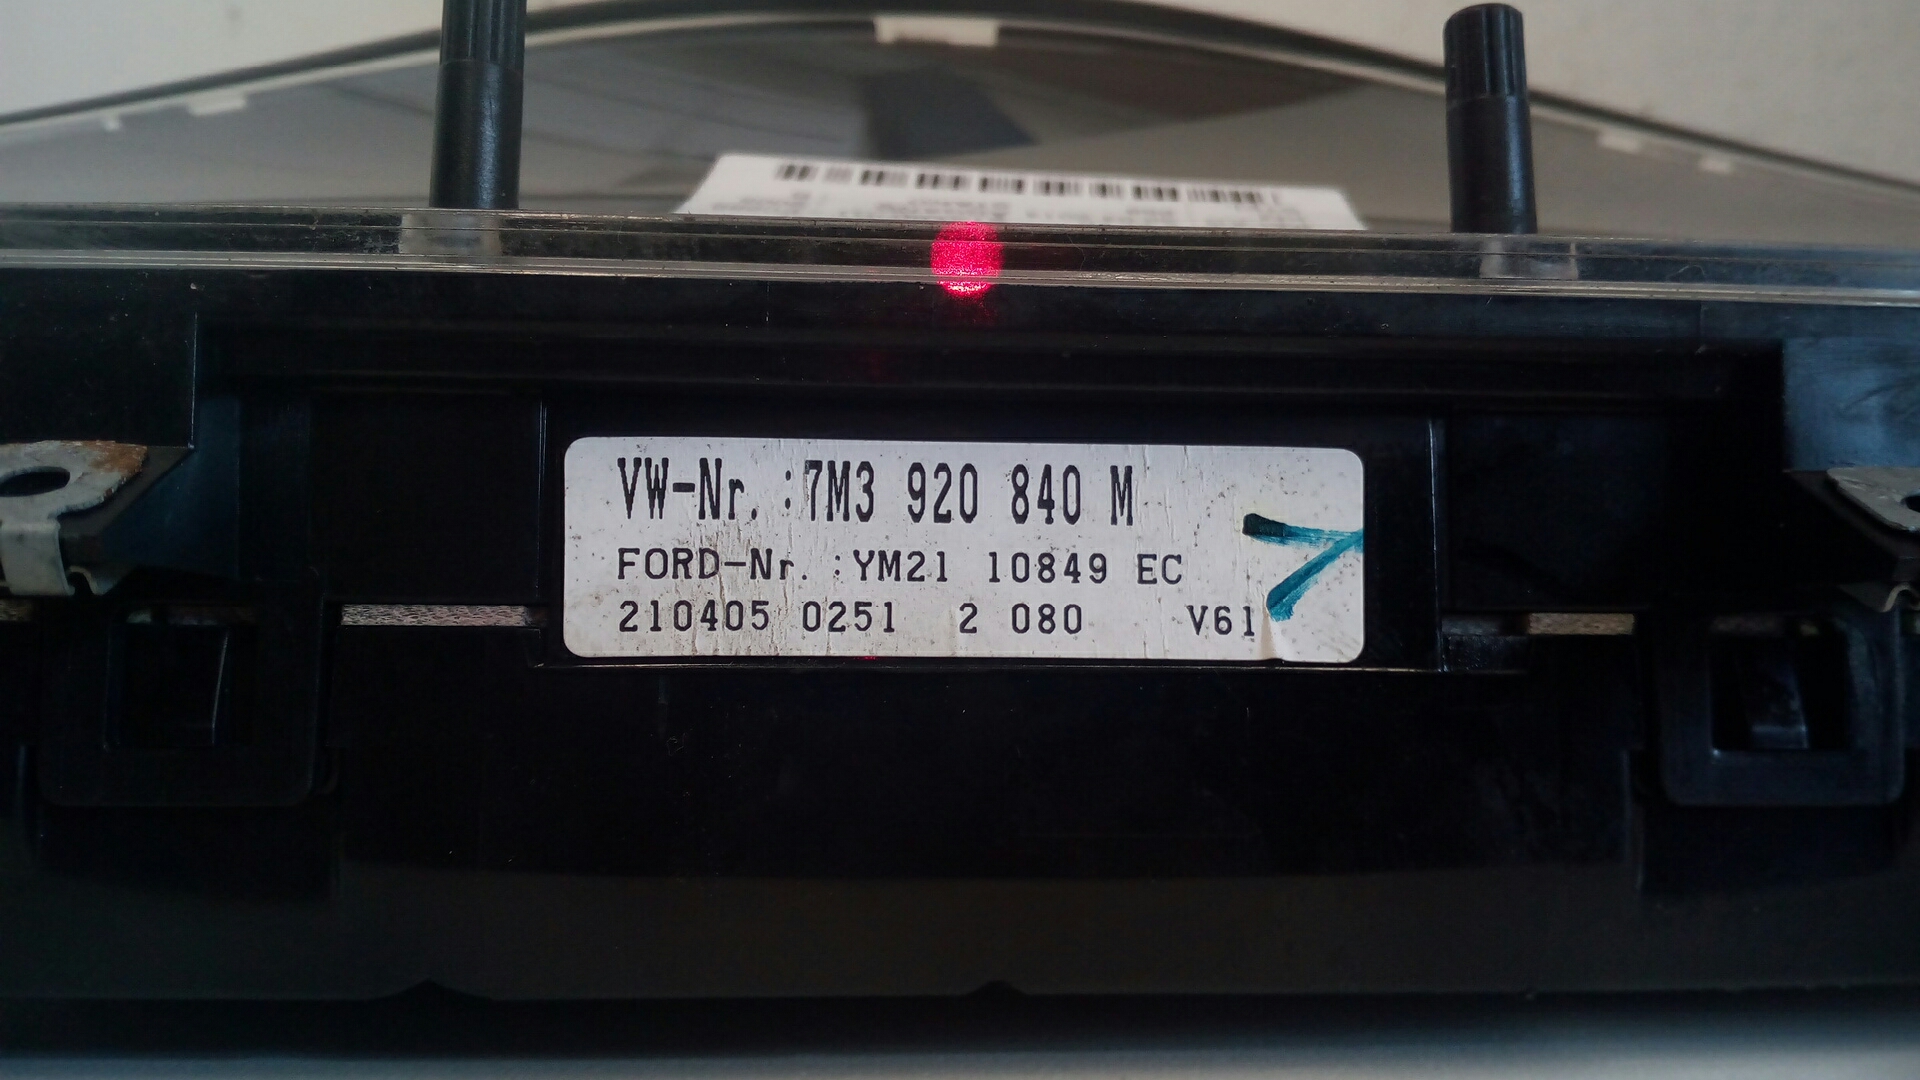 VW-Nr. :7M3 920 840 M
FORD-Nr. :YM21 10849 EC
210405 0251 2 080 V61